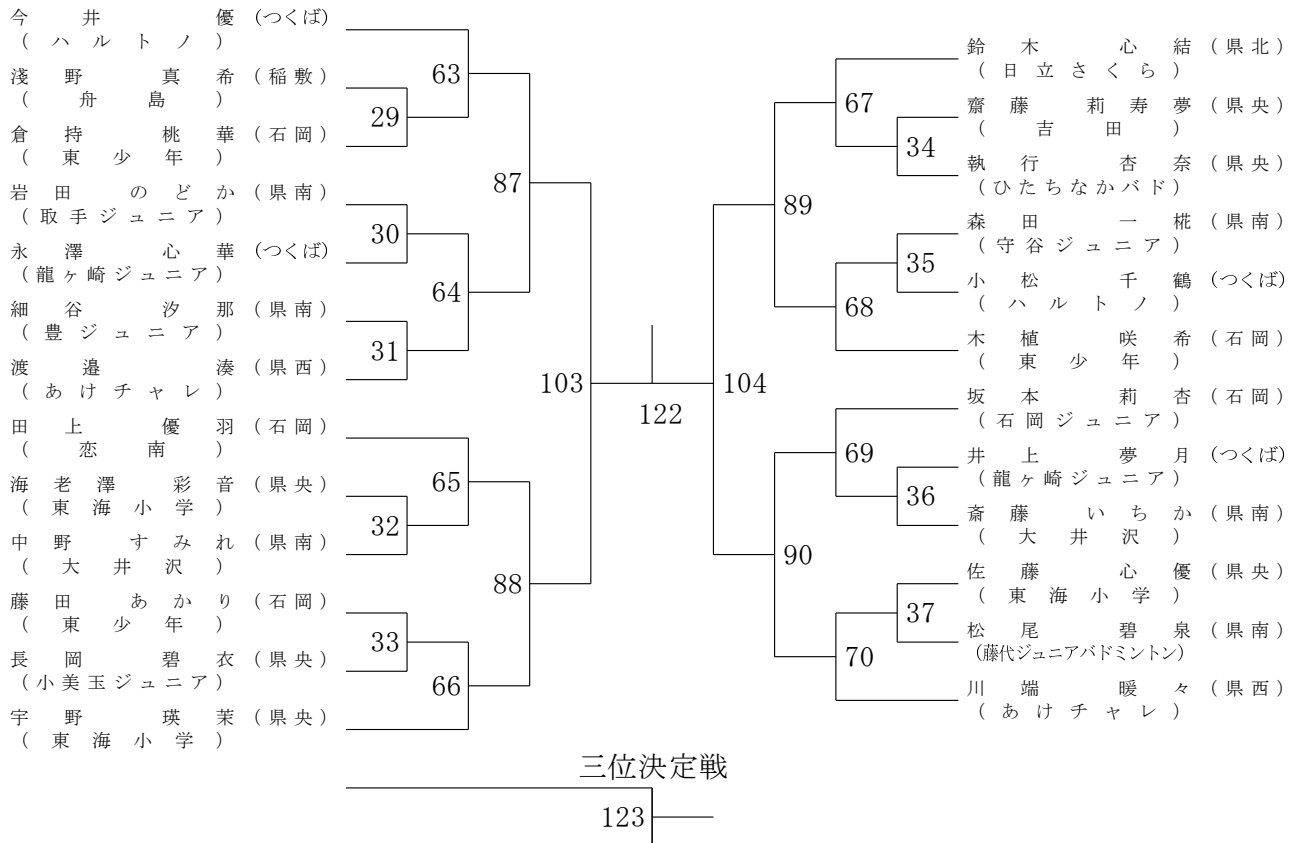 今井 優 (つくば)
(ハルトノ)
63
淺野 真希 (稲敷)
(舟島)
29
倉持 桃華 (石岡)
(東少年)
87
岩田 のどか (県南)
(取手ジュニア)
30
永澤 心華 (つくば)
(龍ヶ崎ジュニア)
64
細谷 汐那 (県南)
(豊ジュニア)
31
渡邉 湊 (県西)
(あけチャレ)
103
田上 優羽 (石岡)
(恋南)
65
海老澤 彩音 (県央)
(東海小学)
32
中野 すみれ (県南)
(大井沢)
88
藤田 あかり (石岡)
(東少年)
33
長岡 碧衣 (県央)
(小美玉ジュニア)
66
宇野 瑛茉 (県央)
(東海小学)
122
鈴木 心結 (県北)
(日立さくら)
67
齋藤 莉寿夢 (県央)
(吉田)
34
執行 杏奈 (県央)
(ひたちなかバド)
89
森田 一椛 (県南)
(守谷ジュニア)
35
小松 千鶴 (つくば)
(ハルトノ)
68
木植 咲希 (石岡)
(東少年)
104
坂本 莉杏 (石岡)
(石岡ジュニア)
69
井上 夢月 (つくば)
(龍ヶ崎ジュニア)
36
斎藤 いちか (県南)
(大井沢)
90
佐藤 心優 (県央)
(東海小学)
37
松尾 碧泉 (県南)
(藤代ジュニアバドミントン)
70
川端 暖々 (県西)
(あけチャレ)
三位決定戦
123